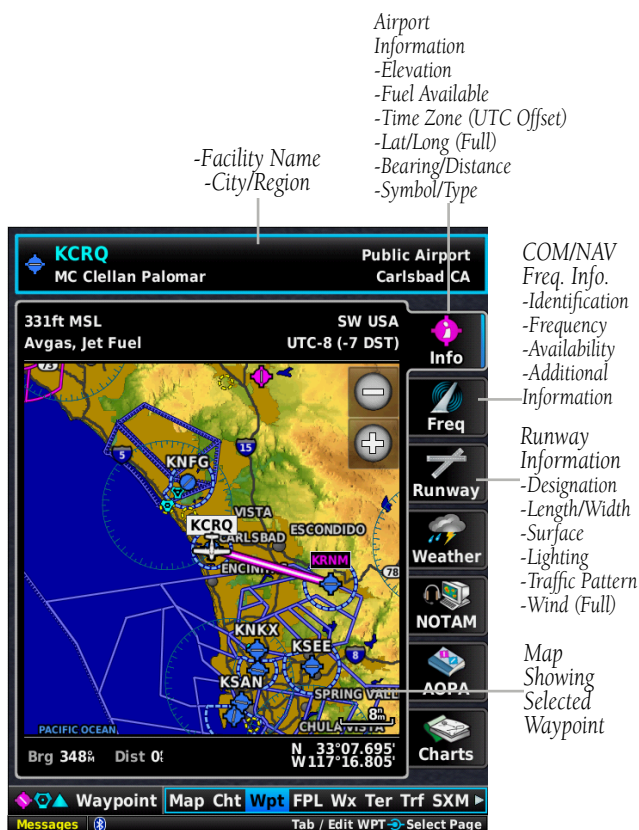 Airport
Information
-Elevation
-Fuel Available
-Time Zone (UTC Offset)
-Lat/Long (Full)
-Bearing/Distance
-Symbol/Type
-Facility Name
-City/Region
KCRQ
MC Clellan Palomar
Public Airport
Carlsbad CA
331ft MSL
Avgas, Jet Fuel
SW USA
UTC-8 (-7 DST)
73
5
15
KNFG
VISTA
KCRQ
CARLSBAD
ESCONDIDO
KRNM
78
KNKX
KSEE
8
KSAN
SPRING VALL
CHULA VISTA
8nm
PACIFIC OCEAN
Brg 348°M
Dist
N 33°07.695'
W117°16.805'
Info
Freq
Runway
Weather
NOTAM
AOPA
Charts
COM/NAV
Freq. Info.
-Identification
-Frequency
-Availability
-Additional
Information
Runway
Information
-Designation
-Length/Width
-Surface
-Lighting
-Traffic Pattern
-Wind (Full)
Map
Showing
Selected
Waypoint
Waypoint
Map Cht Wpt FPL Wx Ter Trf SXM
Messages
Tab / Edit WPT Select Page